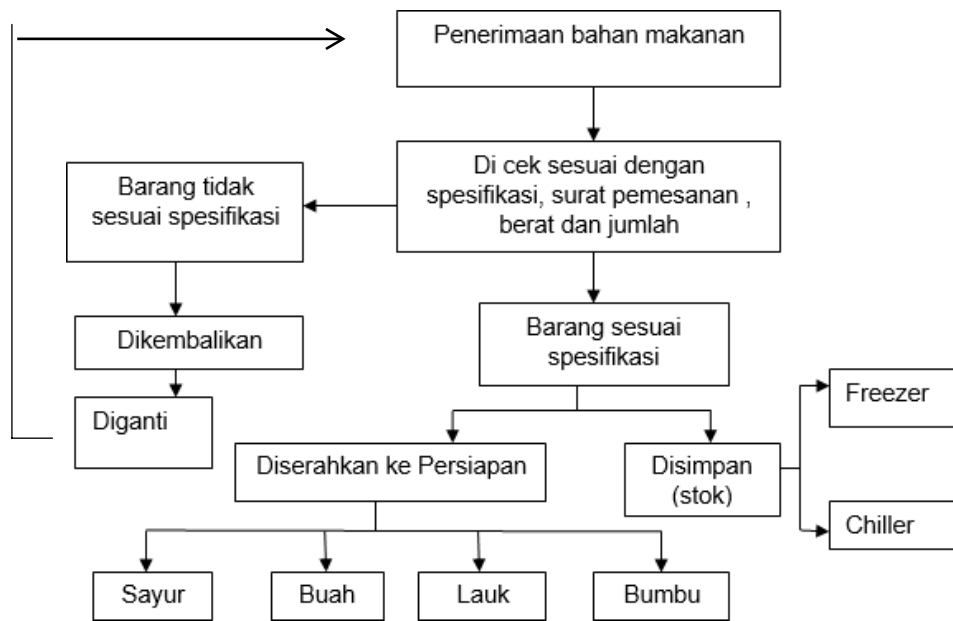 Penerimaan bahan makanan
Di cek sesuai dengan
spesifikasi, surat pemesanan ,
berat dan jumlah
Barang tidak
sesuai spesifikasi
Dikembalikan
Diganti
Barang sesuai
spesifikasi
Diserahkan ke Persiapan
Disimpan
(stok)
Freezer
Chiller
Sayur
Buah
Lauk
Bumbu